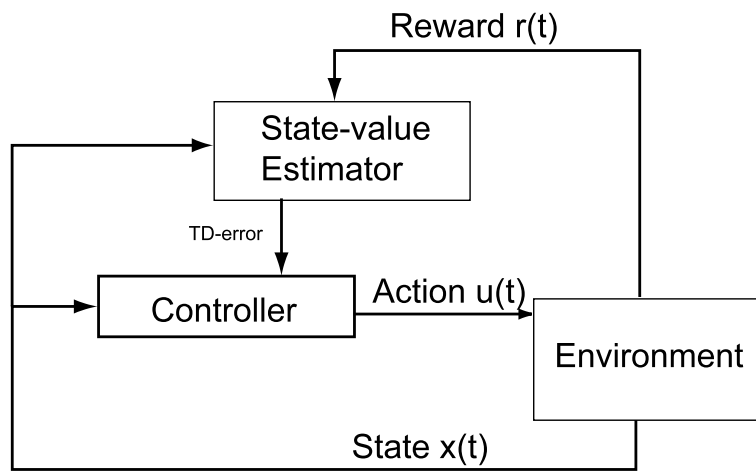 Reward r(t)
State-value
Estimator
TD-error
Controller
Action u(t)
Environment
State x(t)